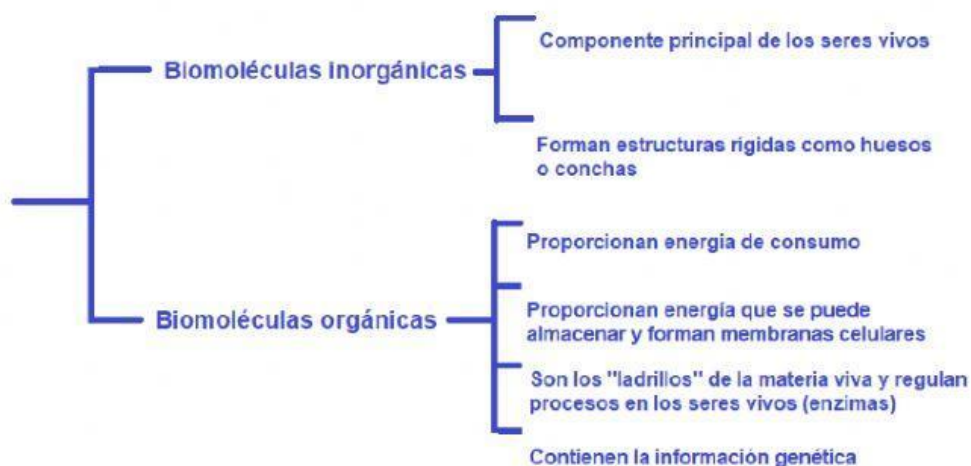 Biomoléculas inorgánicas
Componente principal de los seres vivos
Forman estructuras rígidas como huesos
o conchas
Biomoléculas orgánicas
Proporcionan energia de consumo
Proporcionan energía que se puede
almacenar y forman membranas celulares
Son los "ladrillos" de la materia viva y regulan
procesos en los seres vivos (enzimas)
Contienen la información genética